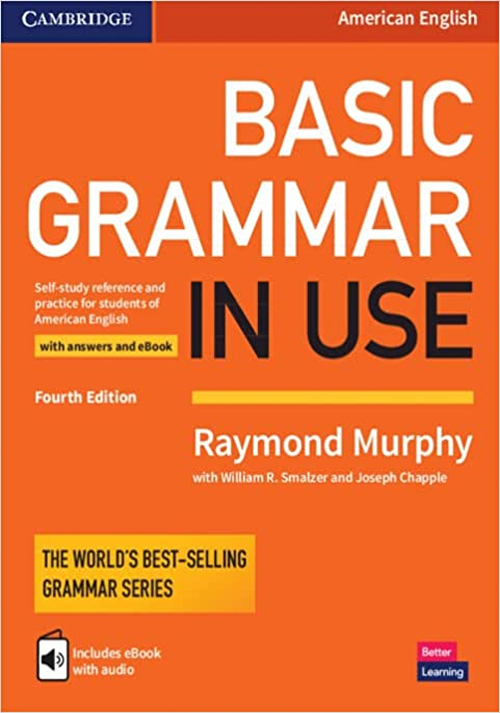 CAMBRIDGE
American English
BASIC
GRAMMAR
IN USE
Self-study reference and
practice for students of
American English
with answers and eBook
Fourth Edition
Raymond Murphy
with William R. Smalzer and Joseph Chapple
THE WORLD'S BEST-SELLING
GRAMMAR SERIES
Includes eBook
with audio
Better
Learning